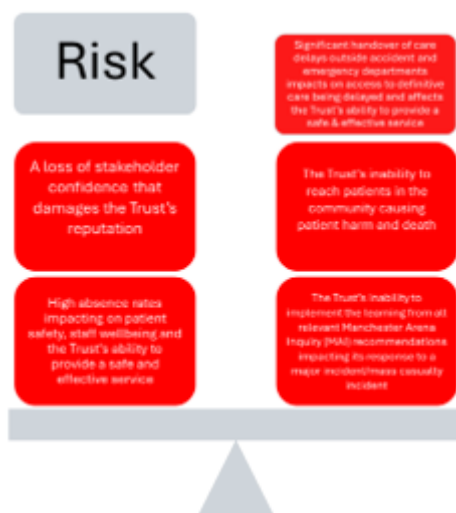 Risk
Significant handover of care
delays outside accident and
emergency departments
impacts on access to definitive
care being delayed and affects
the Trust's ability to provide a
safe & effective service
A loss of stakeholder
confidence that
damages the Trust's
reputation
The Trust's inability to
reach patients in the
community causing
patient harm and death
High absence rates
impacting on patient
safety, staff wellbeing and
the Trust's ability to
provide a safe and
effective service
The Trust's inability to
implement the learning from all
relevant Manchester Arena
Inquiry (MAI) recommendations
impacting its response to a
major incident/mass casualty
incident